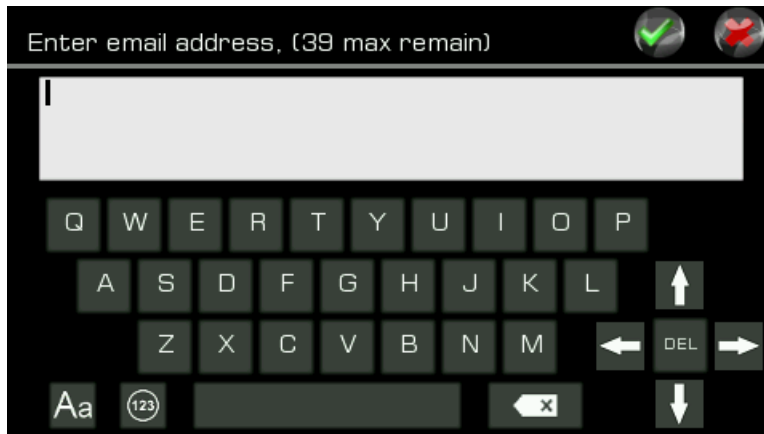 Enter email address, (39 max remain)
Q W E R T Y U I O P
A S D F G H J K L
Z X C V B N M DEL
Aa 123